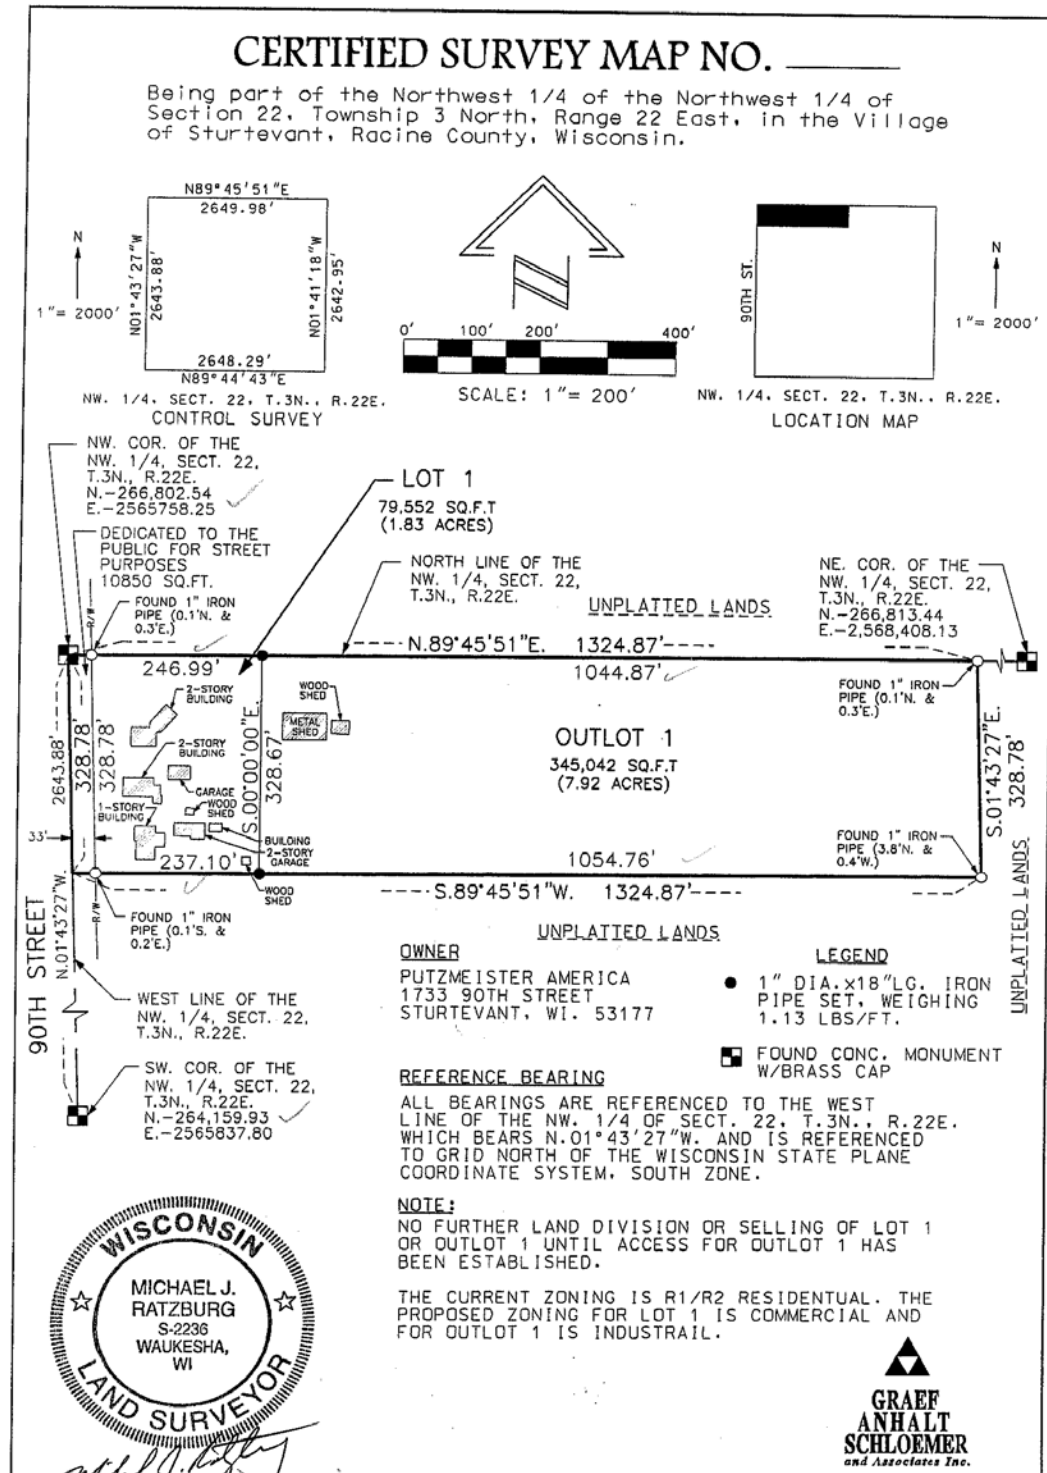 CERTIFIED SURVEY MAP NO.
Being part of the Northwest 1/4 of the Northwest 1/4 of
Section 22, Township 3 North, Range 22 East, in the Village
of Sturtevant, Racine County, Wisconsin.
N89°45'51"E
2649.98'
N01°43'27"W
2643.88'
N01°41'18"W
2642.95'
2648.29'
N89°44'43"E
N
1"= 2000'
NW. 1/4, SECT. 22, T.3N., R.22E.
CONTROL SURVEY
0' 100' 200' 400'
SCALE: 1"= 200'
90TH ST.
N
1"= 2000'
NW. 1/4, SECT. 22, T.3N., R.22E.
LOCATION MAP
NW. COR. OF THE
NW. 1/4, SECT. 22,
T.3N., R.22E.
N.-266,802.54
E.-2565758.25
DEDICATED TO THE
PUBLIC FOR STREET
PURPOSES
10850 SQ.FT.
R/W
FOUND 1" IRON
PIPE (0.1'N. &
0.3'E.)
LOT 1
79,552 SQ.F.T
(1.83 ACRES)
NORTH LINE OF THE
NW. 1/4, SECT. 22,
T.3N., R.22E.
UNPLATTED LANDS
NE. COR. OF THE
NW. 1/4, SECT. 22,
T.3N., R.22E.
N.-266,813.44
E.-2,568,408.13
N.89°45'51"E. 1324.87'
246.99'
1044.87'
2-STORY
BUILDING
WOOD
SHED
METAL
SHED
FOUND 1" IRON
PIPE (0.1'N. &
0.3'E.)
2643.88'
328.78'
328.78'
2-STORY
BUILDING
GARAGE
WOOD
SHED
1-STORY
BUILDING
BUILDING
2-STORY
GARAGE
S.00°00'00"E.
328.67'
OUTLOT 1
345,042 SQ.F.T
(7.92 ACRES)
S.01°43'27"E.
328.78'
33'
FOUND 1" IRON
PIPE (3.8'N. &
0.4'W.)
237.10'
1054.76'
WOOD
SHED
S.89°45'51"W. 1324.87'
UNPLATTED LANDS
UNPLATTED LANDS
N.01°43'27"W.
R/W
FOUND 1" IRON
PIPE (0.1'S. &
0.2'E.)
90TH STREET
WEST LINE OF THE
NW. 1/4, SECT. 22,
T.3N., R.22E.
SW. COR. OF THE
NW. 1/4, SECT. 22,
T.3N., R.22E.
N.-264,159.93
E.-2565837.80
OWNER
PUTZMEISTER AMERICA
1733 90TH STREET
STURTEVANT, WI. 53177
LEGEND
1" DIA.x18"LG. IRON
PIPE SET, WEIGHING
1.13 LBS/FT.
FOUND CONC. MONUMENT
W/BRASS CAP
REFERENCE BEARING
ALL BEARINGS ARE REFERENCED TO THE WEST
LINE OF THE NW. 1/4 OF SECT. 22, T.3N., R.22E.
WHICH BEARS N.01°43'27"W. AND IS REFERENCED
TO GRID NORTH OF THE WISCONSIN STATE PLANE
COORDINATE SYSTEM, SOUTH ZONE.
NOTE:
NO FURTHER LAND DIVISION OR SELLING OF LOT 1
OR OUTLOT 1 UNTIL ACCESS FOR OUTLOT 1 HAS
BEEN ESTABLISHED.
THE CURRENT ZONING IS R1/R2 RESIDENTUAL. THE
PROPOSED ZONING FOR LOT 1 IS COMMERCIAL AND
FOR OUTLOT 1 IS INDUSTRAIL.
WISCONSIN
MICHAEL J.
RATZBURG
S-2236
WAUKESHA,
WI
LAND SURVEYOR
GRAEF
ANHALT
SCHLOEMER
and Associates Inc.